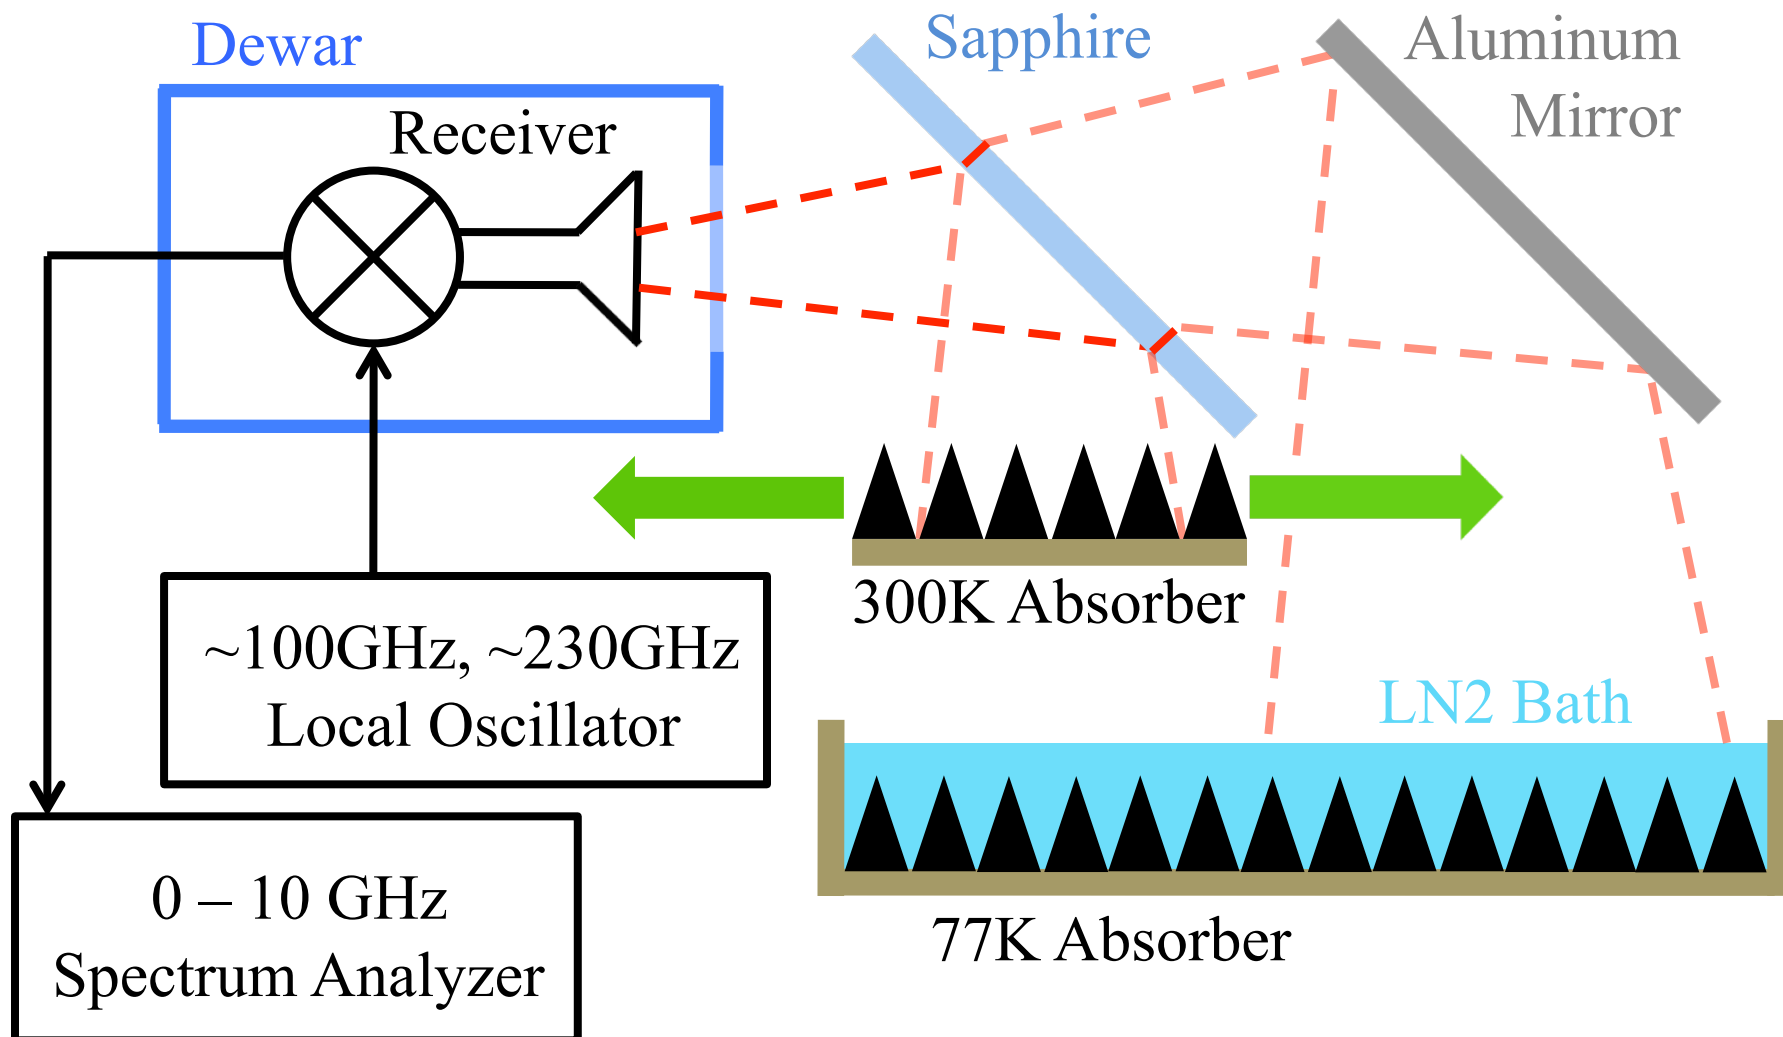 Dewar
Sapphire
Aluminum
Mirror
Receiver
300K Absorber
~100GHz, ~230GHz
Local Oscillator
LN2 Bath
0 – 10 GHz
Spectrum Analyzer
77K Absorber